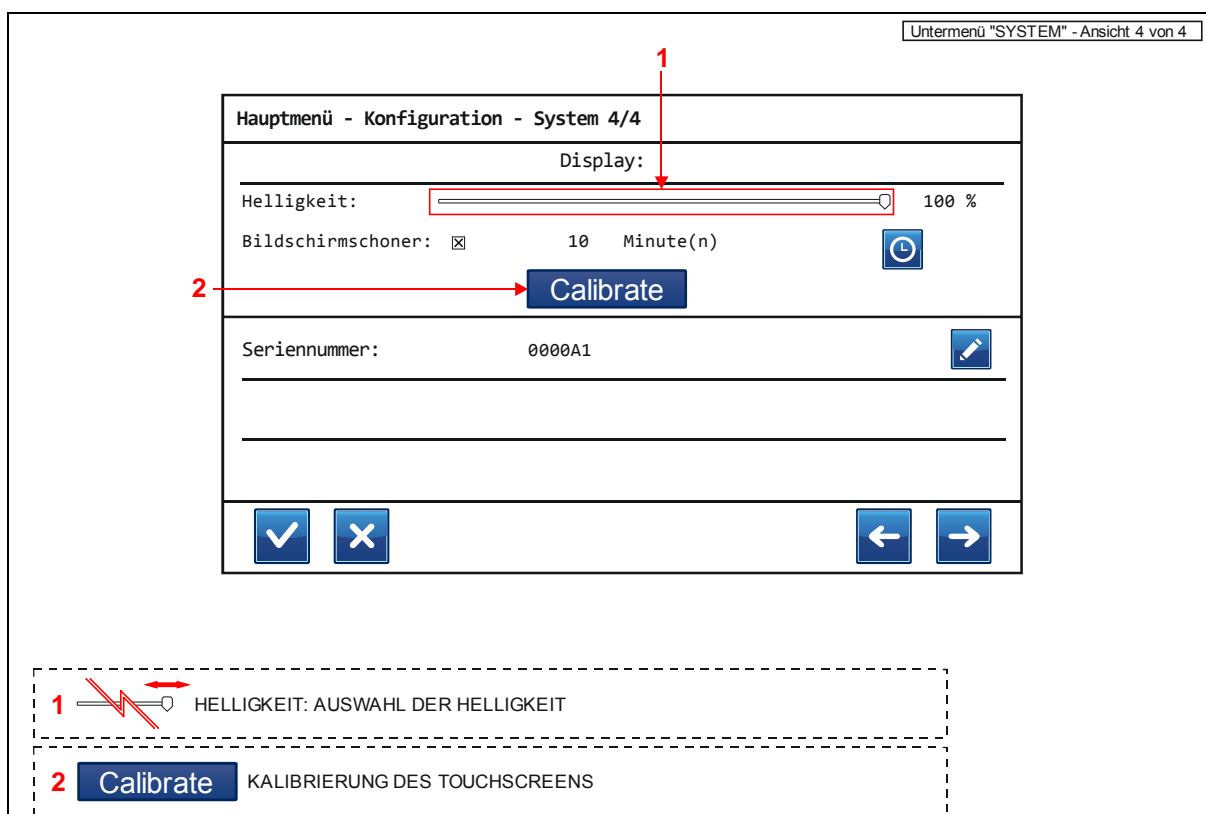 Untermenü "SYSTEM" - Ansicht 4 von 4
1
Hauptmenü - Konfiguration - System 4/4
Display:
Helligkeit: 100 %
Bildschirmschoner: 10 Minute(n)
2 Calibrate
Seriennummer: 0000A1
1 HELLIGKEIT: AUSWAHL DER HELLIGKEIT
2 Calibrate KALIBRIERUNG DES TOUCHSCREENS